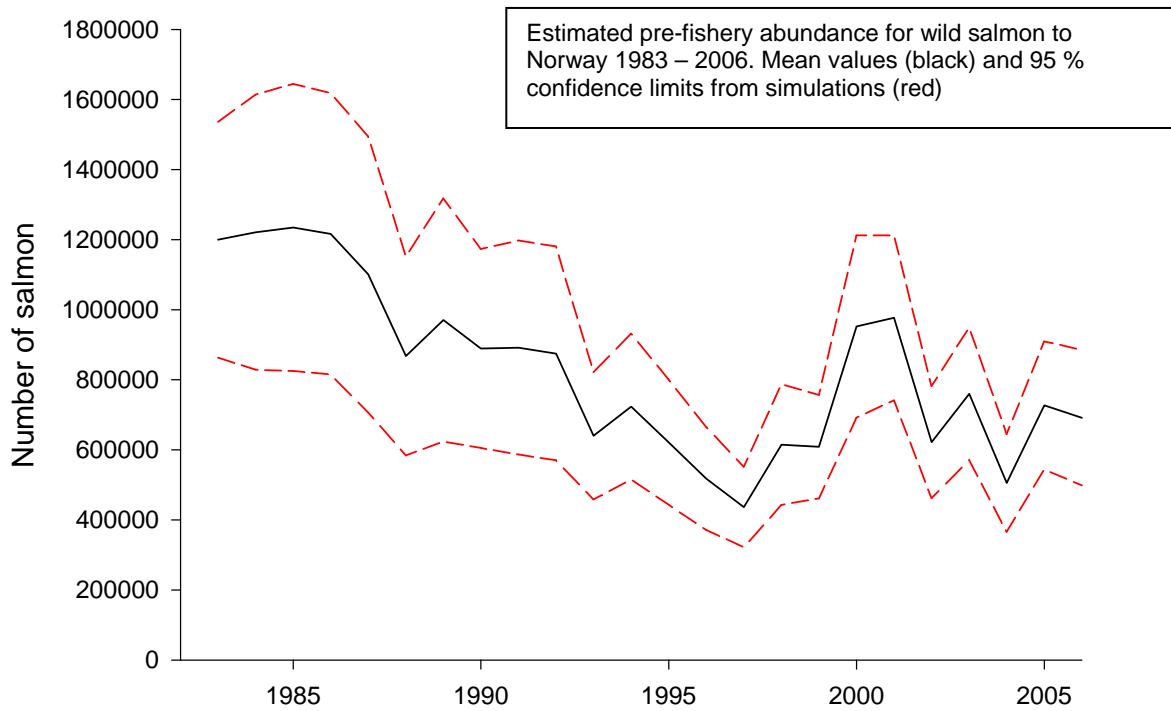 Estimated pre-fishery abundance for wild salmon to
Norway 1983 – 2006. Mean values (black) and 95 %
confidence limits from simulations (red)
Number of salmon
1800000
1600000
1400000
1200000
1000000
800000
600000
400000
200000
0
1985 1990 1995 2000 2005